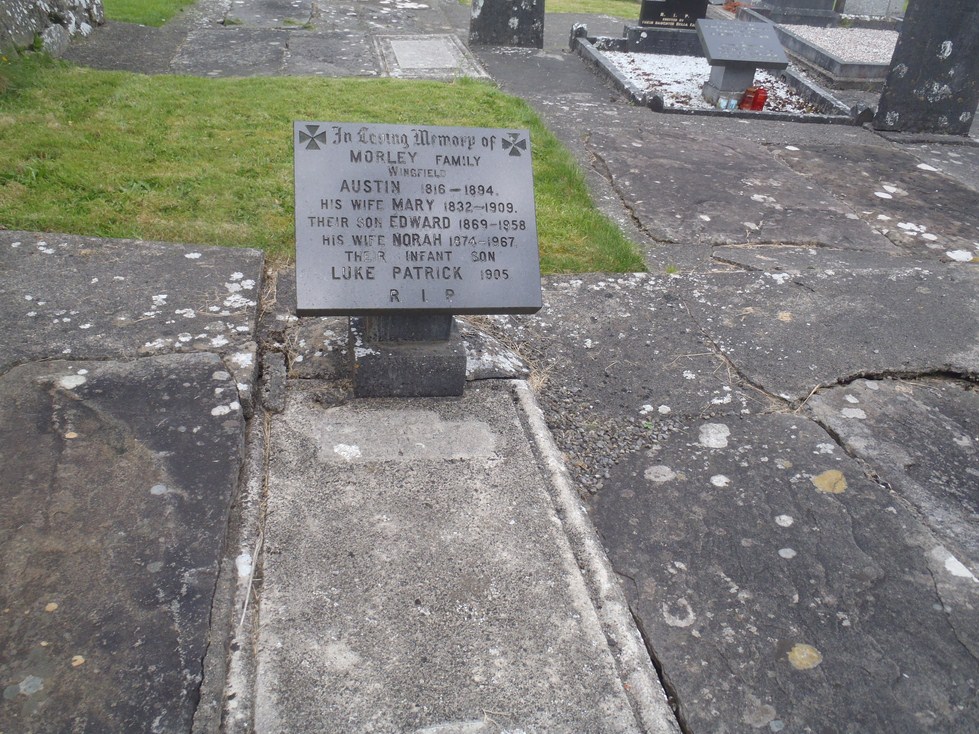 In Loving Memory of
MORLEY FAMILY
WINGFIELD
AUSTIN 1816-1894.
HIS WIFE MARY 1832-1909.
THEIR SON EDWARD 1869-1958
HIS WIFE NORAH 1874-1967
THEIR INFANT SON
LUKE PATRICK 1905
R I P
R. I. P.